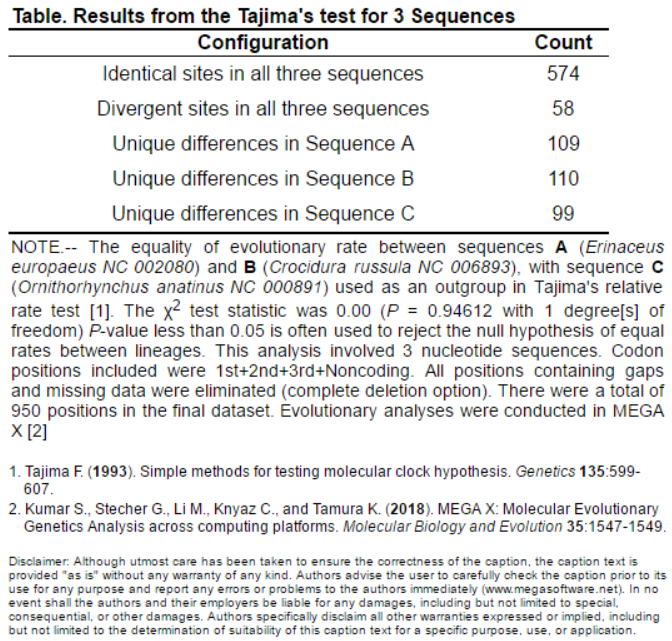 Table. Results from the Tajima's test for 3 Sequences
Configuration Count
Identical sites in all three sequences 574
Divergent sites in all three sequences 58
Unique differences in Sequence A 109
Unique differences in Sequence B 110
Unique differences in Sequence C 99
NOTE.-- The equality of evolutionary rate between sequences A (Erinaceus
europaeus NC 002080) and B (Crocidura russula NC 006893), with sequence C
(Ornithorhynchus anatinus NC 000891) used as an outgroup in Tajima's relative
rate test [1]. The χ2 test statistic was 0.00 (P = 0.94612 with 1 degree[s] of
freedom) P-value less than 0.05 is often used to reject the null hypothesis of equal
rates between lineages. This analysis involved 3 nucleotide sequences. Codon
positions included were 1st+2nd+3rd+Noncoding. All positions containing gaps
and missing data were eliminated (complete deletion option). There were a total of
950 positions in the final dataset. Evolutionary analyses were conducted in MEGA
X [2]
1. Tajima F. (1993). Simple methods for testing molecular clock hypothesis. Genetics 135:599-
607.
2. Kumar S., Stecher G., Li M., Knyaz C., and Tamura K. (2018). MEGA X: Molecular Evolutionary
Genetics Analysis across computing platforms. Molecular Biology and Evolution 35:1547-1549.
Disclaimer: Although utmost care has been taken to ensure the correctness of the caption, the caption text is
provided "as is" without any warranty of any kind. Authors advise the user to carefully check the caption prior to its
use for any purpose and report any errors or problems to the authors immediately (www.megasoftware.net). In no
event shall the authors and their employers be liable for any damages, including but not limited to special,
consequential, or other damages. Authors specifically disclaim all other warranties expressed or implied, including
but not limited to the determination of suitability of this caption text for a specific purpose, use, or application.